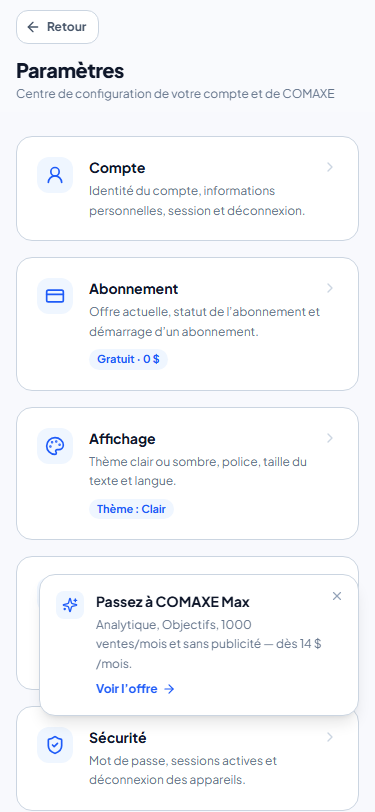 Retour
Paramètres
Centre de configuration de votre compte et de COMAXE
Compte
Identité du compte, informations
personnelles, session et déconnexion.
Abonnement
Offre actuelle, statut de l'abonnement et
démarrage d'un abonnement.
Gratuit · 0 $
Affichage
Thème clair ou sombre, police, taille du
texte et langue.
Thème : Clair
Passez à COMAXE Max
Analytique, Objectifs, 1000
ventes/mois et sans publicité — dès 14 $
/mois.
Voir l'offre
Sécurité
Mot de passe, sessions actives et
déconnexion des appareils.